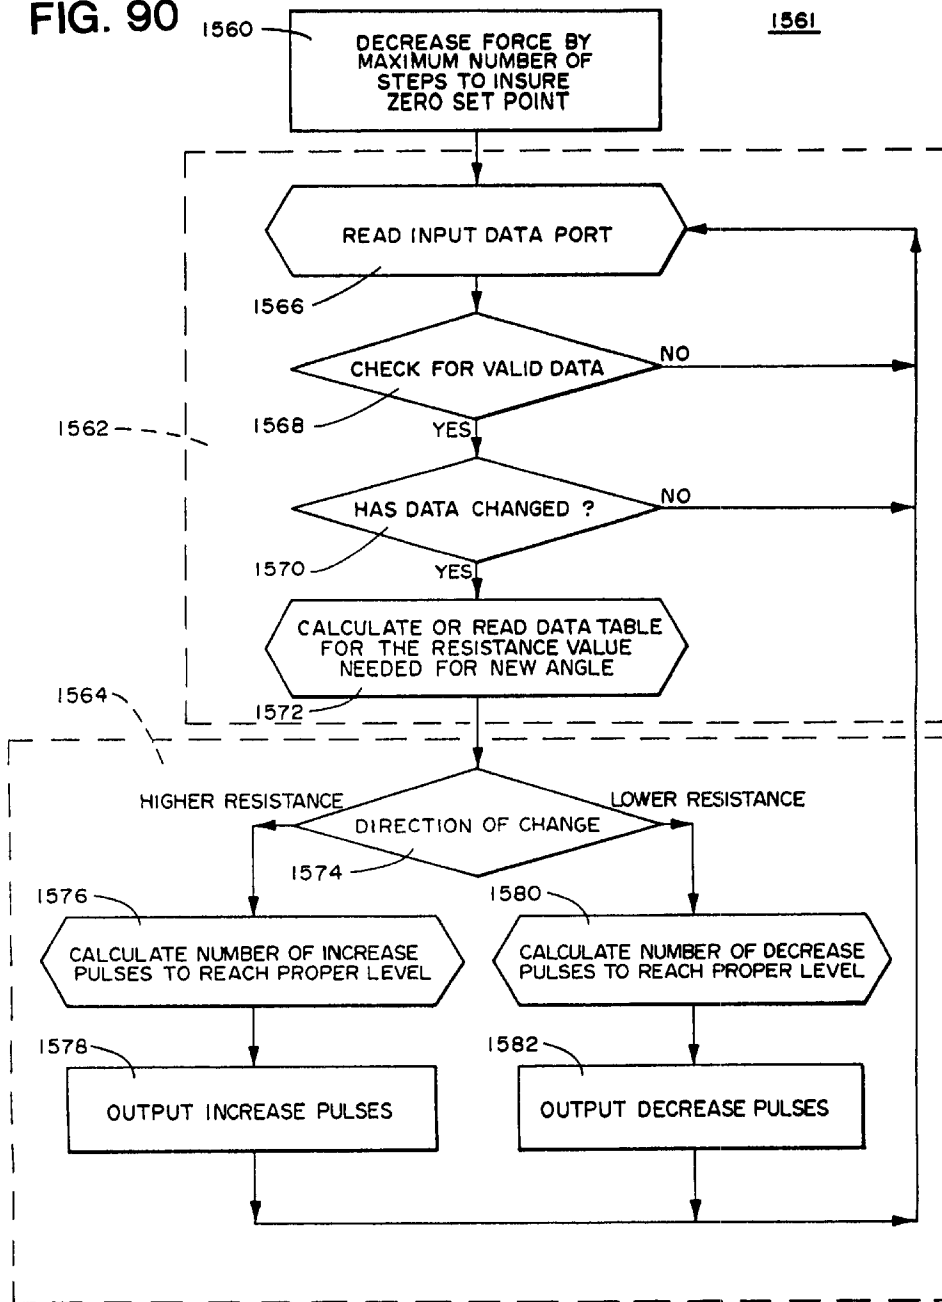 FIG. 90
1560
1561
DECREASE FORCE BY
MAXIMUM NUMBER OF
STEPS TO INSURE
ZERO SET POINT
READ INPUT DATA PORT
1566
CHECK FOR VALID DATA
NO
1568
1562
YES
HAS DATA CHANGED ?
NO
1570
YES
CALCULATE OR READ DATA TABLE
FOR THE RESISTANCE VALUE
NEEDED FOR NEW ANGLE
1572
1564
HIGHER RESISTANCE
LOWER RESISTANCE
DIRECTION OF CHANGE
1574
1576
1580
CALCULATE NUMBER OF INCREASE
PULSES TO REACH PROPER LEVEL
CALCULATE NUMBER OF DECREASE
PULSES TO REACH PROPER LEVEL
1578
1582
OUTPUT INCREASE PULSES
OUTPUT DECREASE PULSES